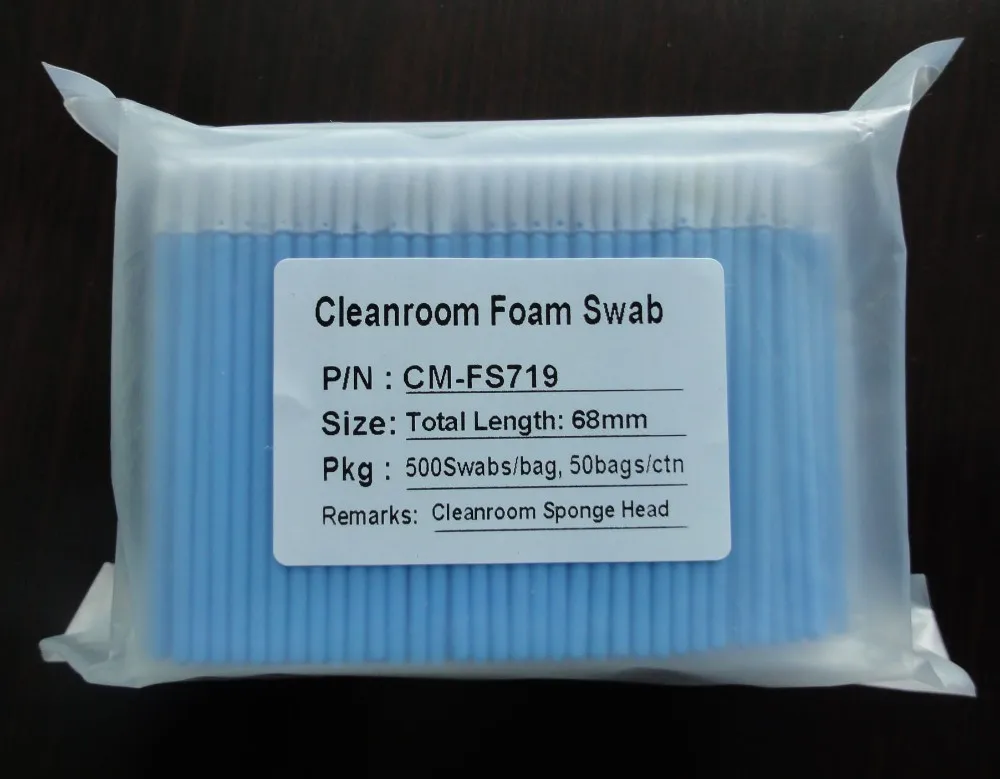 Cleanroom Foam Swab
P/N : CM-FS719
Size: Total Length: 68mm
Pkg : 500Swabs/bag, 50bags/ctn
Remarks: Cleanroom Sponge Head